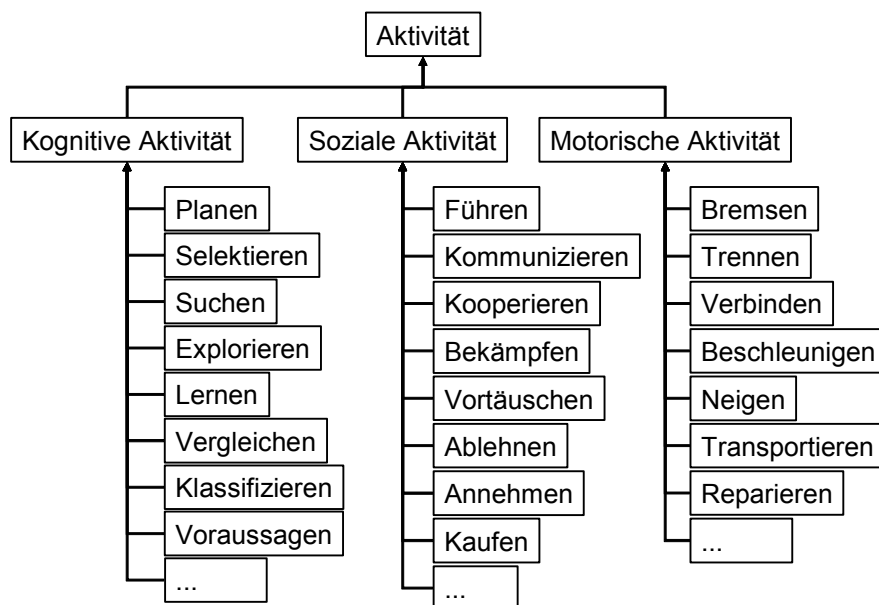 Aktivität
Kognitive Aktivität
Soziale Aktivität
Motorische Aktivität
Planen
Selektieren
Suchen
Explorieren
Lernen
Vergleichen
Klassifizieren
Voraussagen
...
Führen
Kommunizieren
Kooperieren
Bekämpfen
Vortäuschen
Ablehnen
Annehmen
Kaufen
...
Bremsen
Trennen
Verbinden
Beschleunigen
Neigen
Transportieren
Reparieren
...